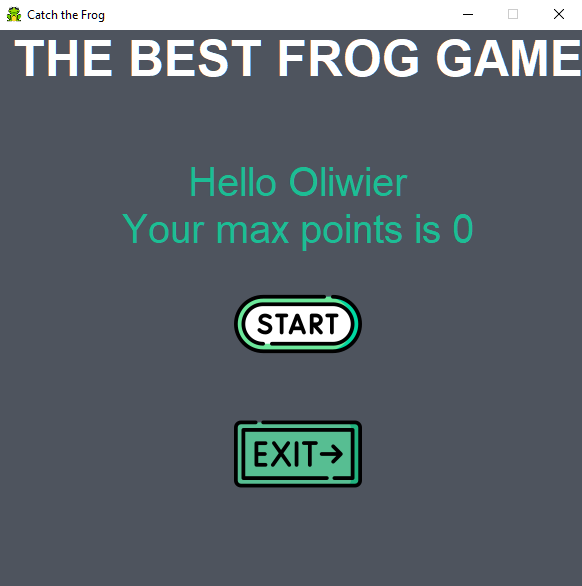 Catch the Frog
THE BEST FROG GAME
Hello Oliwier
Your max points is 0
START
EXIT→